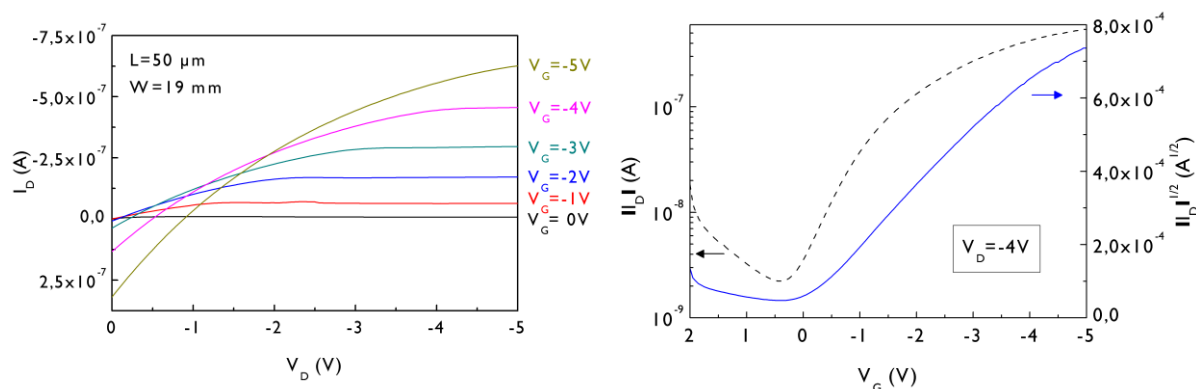 -7,5x10⁻⁷
-5,0x10⁻⁷
-2,5x10⁻⁷
0,0
2,5x10⁻⁷
I_D (A)
L=50 µm
W=19 mm
V_G=-5V
V_G=-4V
V_G=-3V
V_G=-2V
V_G=-1V
V_G= 0V
0 -1 -2 -3 -4 -5
V_D (V)
10⁻⁷
10⁻⁸
10⁻⁹
|I_D| (A)
8,0x10⁻⁴
6,0x10⁻⁴
4,0x10⁻⁴
2,0x10⁻⁴
0,0
|I_D|^1/2 (A^1/2)
V_D=-4V
2 1 0 -1 -2 -3 -4 -5
V_G (V)